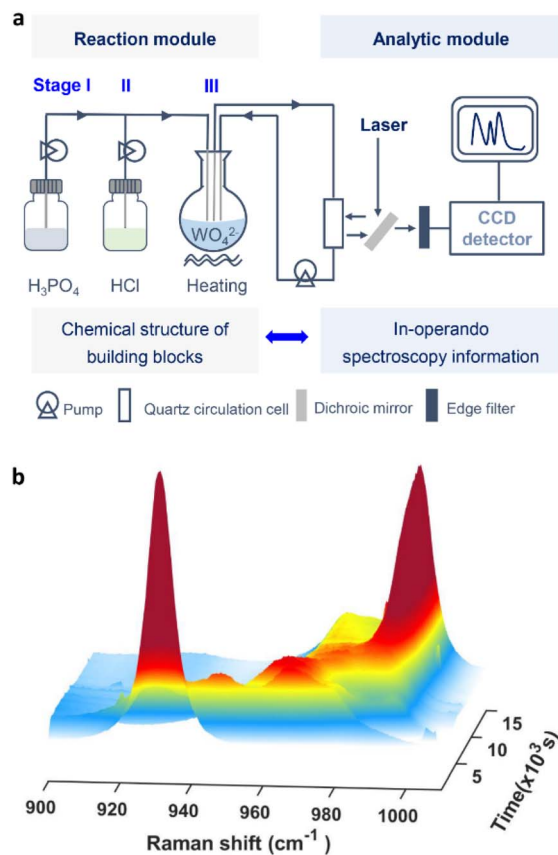 a
Reaction module
Analytic module
Stage I
II
III
Laser
WO₄²⁻
CCD
detector
H₃PO₄
HCl
Heating
Chemical structure of
building blocks
In-operando
spectroscopy information
Pump
Quartz circulation cell
Dichroic mirror
Edge filter
b
15
10
5
Time(x10³s)
900
920
940
960
980
1000
Raman shift (cm⁻¹)